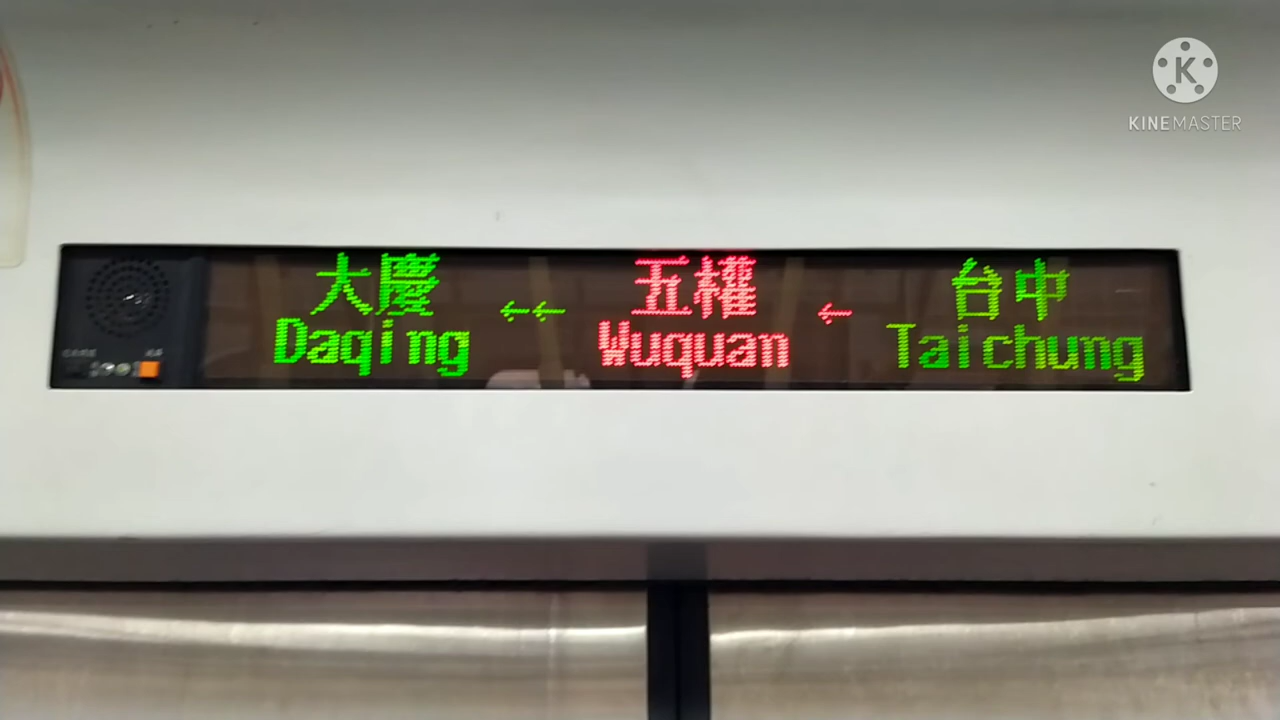 KINEMASTER
大慶 ←← 五權 ← 台中
Daqing Wuquan Taichung